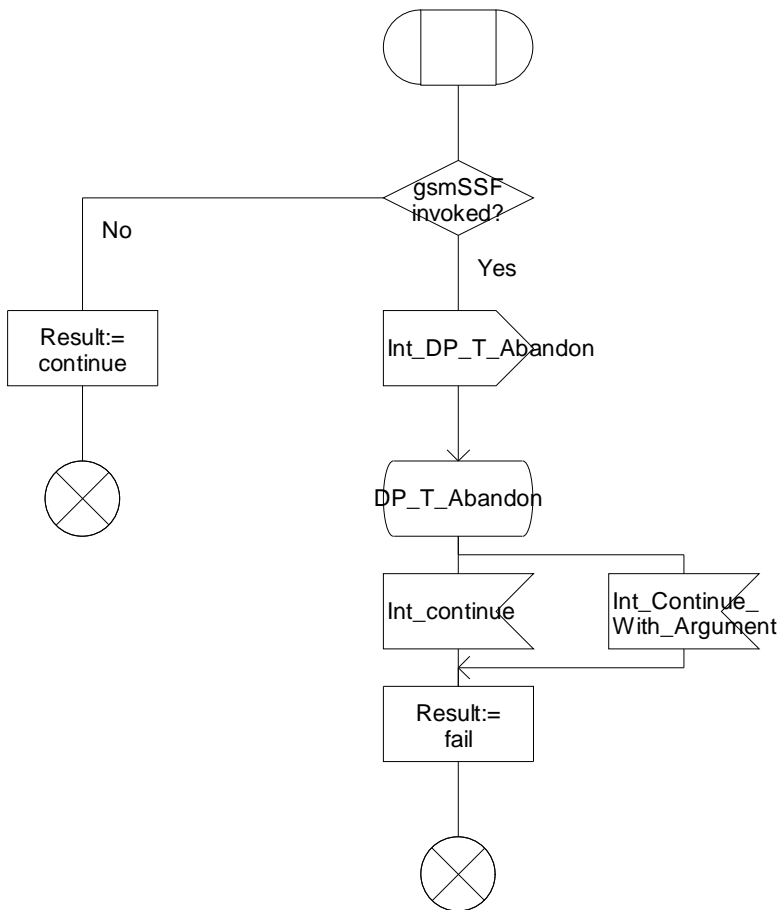 gsmSSF
invoked?
No
Yes
Result:=
continue
Int_DP_T_Abandon
DP_T_Abandon
Int_continue
Int_Continue_
With_Argument
Result:=
fail